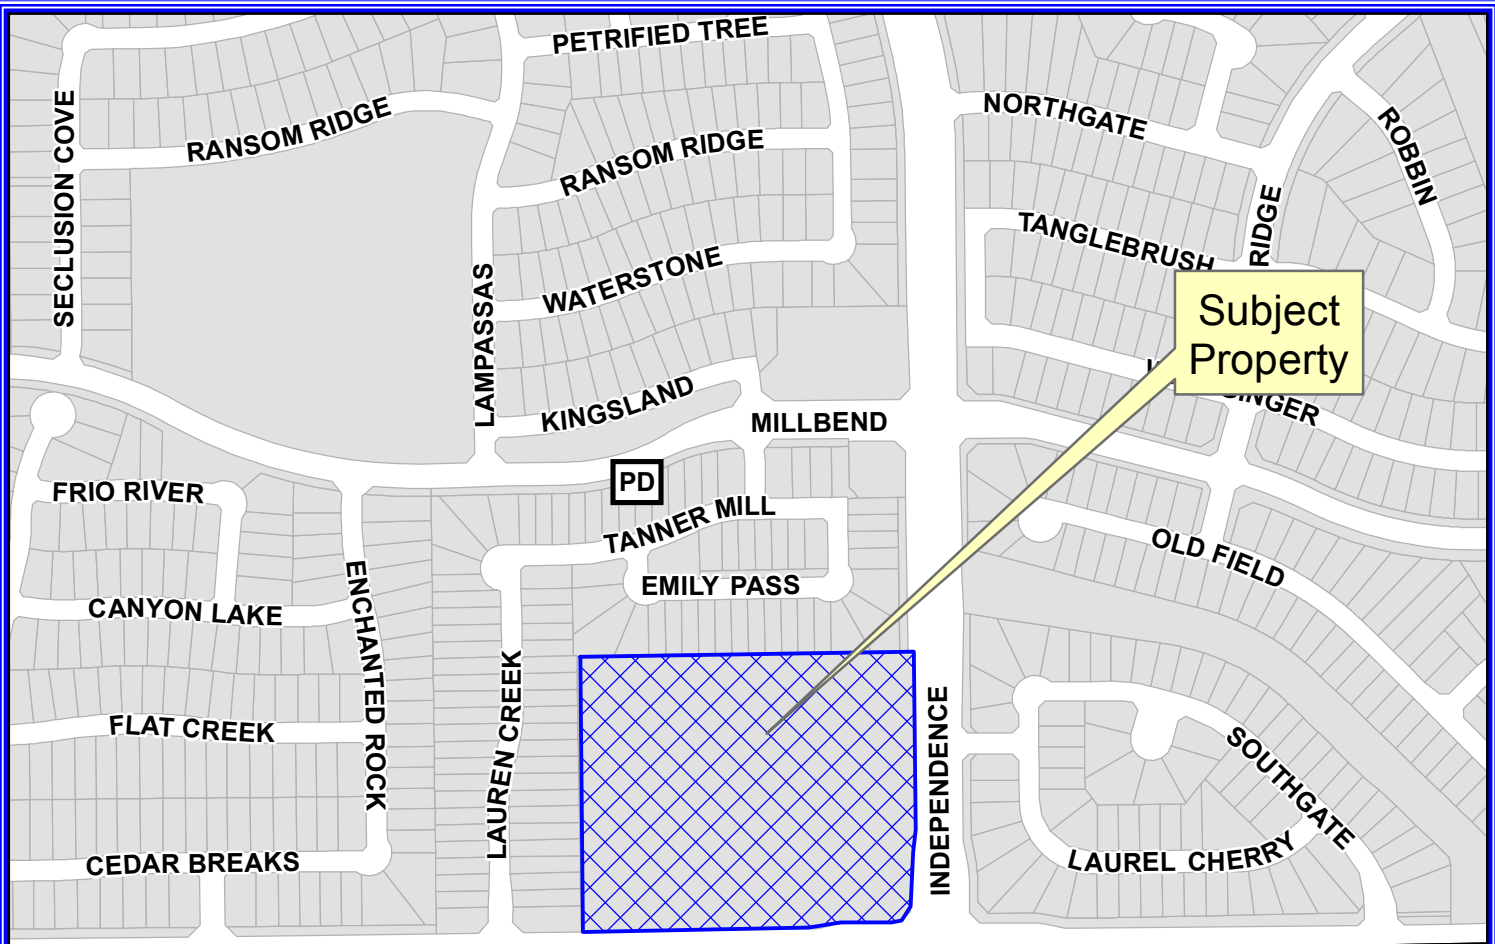 PETRIFIED TREE
NORTHGATE
ROBBIN
SECLUSION COVE
RANSOM RIDGE
RANSOM RIDGE
RIDGE
TANGLEBRUSH
WATERSTONE
LAMPASSAS
Subject
Property
KINGSLAND
MILLBEND
PD
FRIO RIVER
TANNER MILL
OLD FIELD
EMILY PASS
CANYON LAKE
ENCHANTED ROCK
LAUREN CREEK
INDEPENDENCE
FLAT CREEK
SOUTHGATE
CEDAR BREAKS
LAUREL CHERRY